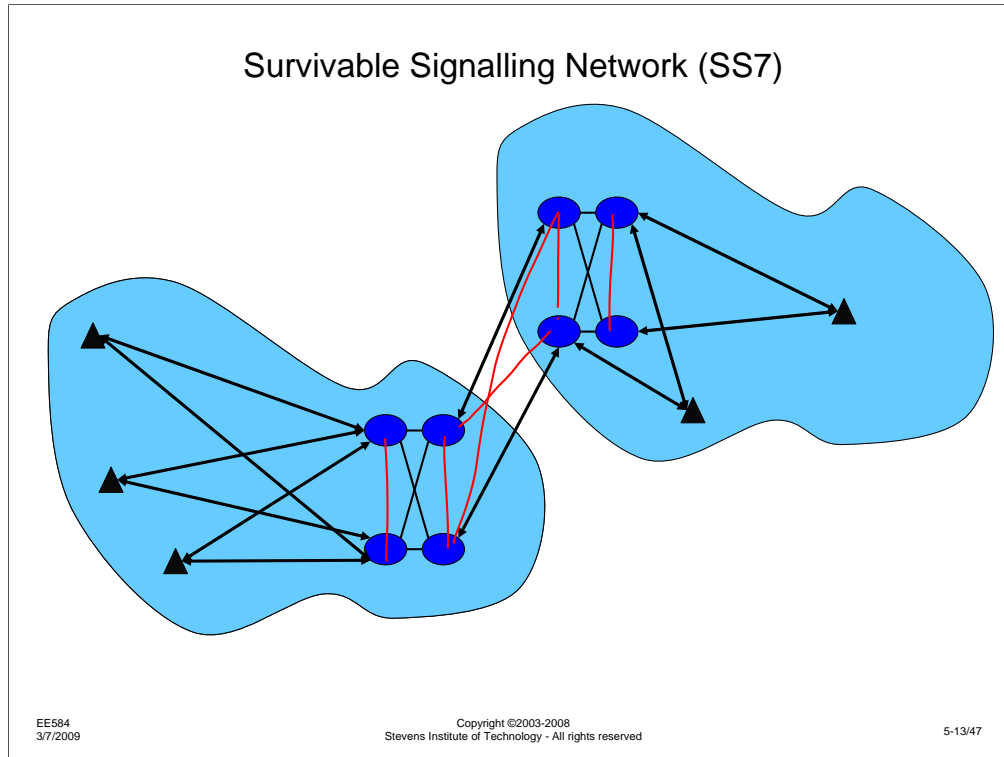 Survivable Signalling Network (SS7)
EE584
3/7/2009
Copyright ©2003-2008
Stevens Institute of Technology - All rights reserved
5-13/47